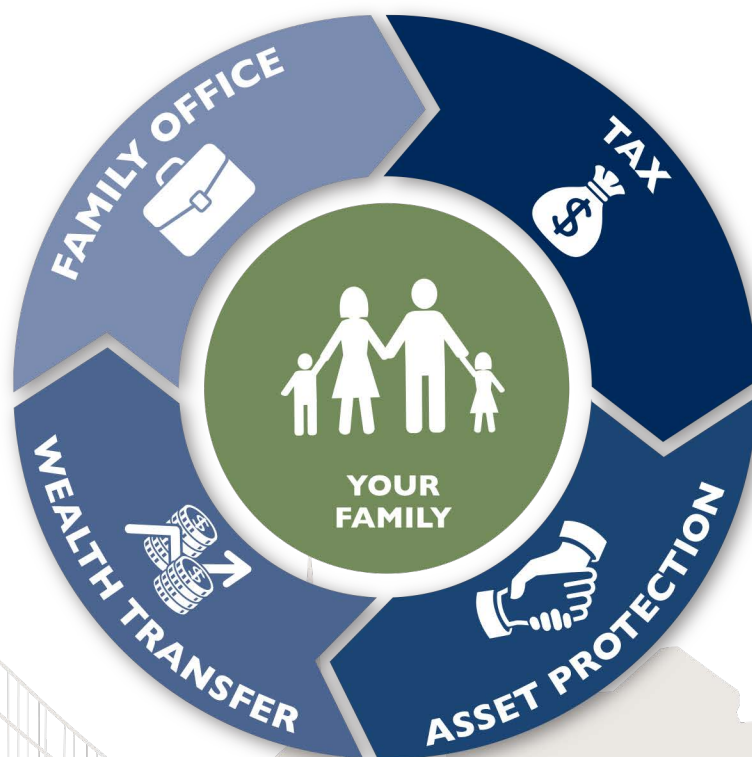 FAMILY OFFICE
TAX
YOUR
FAMILY
WEALTH TRANSFER
ASSET PROTECTION